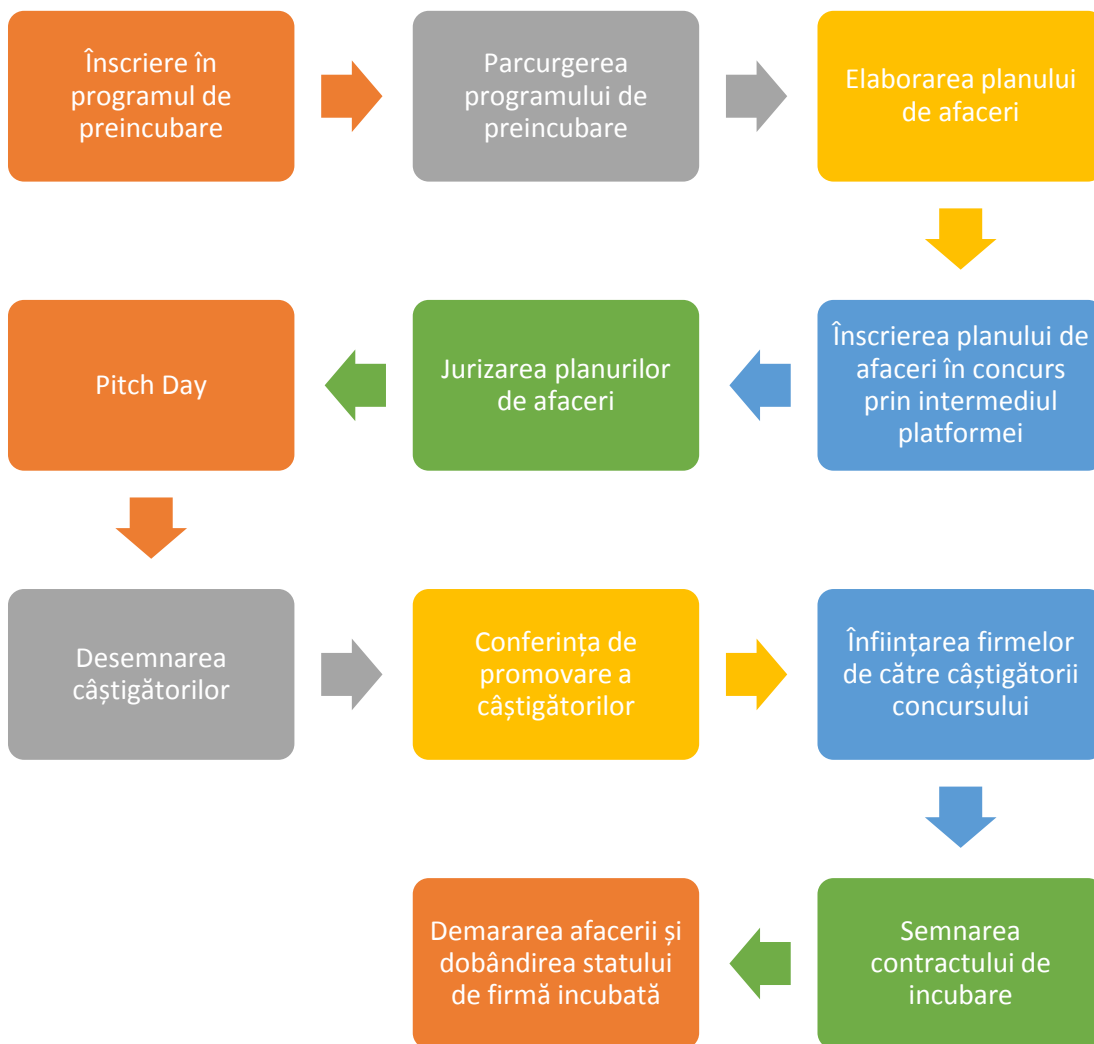 Înscriere în
programul de
preincubare
Parcurgerea
programului de
preincubare
Elaborarea planului
de afaceri
Înscrierea planului de
afaceri în concurs
prin intermediul
platformei
Jurizarea planurilor
de afaceri
Pitch Day
Desemnarea
câștigătorilor
Conferința de
promovare a
câștigătorilor
Înființarea firmelor
de către câștigătorii
concursului
Semnarea
contractului de
incubare
Demararea afacerii și
dobândirea statului
de firmă incubată